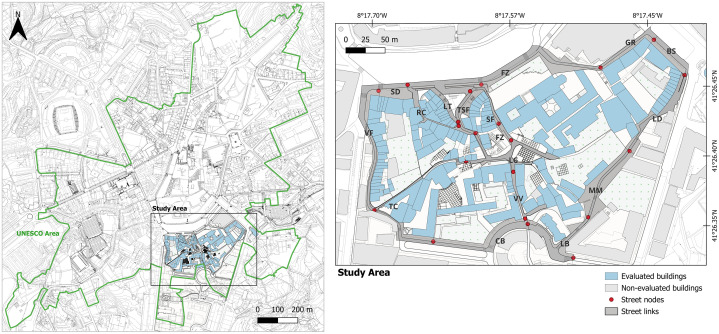 N
UNESCO Area
Study Area
0 100 200 m
8°17.70'
8°17.57'
8°17.45'
0 25 50 m
41°26.45'N
41°26.40'N
41°26.35'N
GR
BS
FZ
SD
RC
LT
TSF
SF
FZ
LD
VF
MM
VV
TC
CB
LB
Study Area
Evaluated buildings
Non-evaluated buildings
Street nodes
Street links